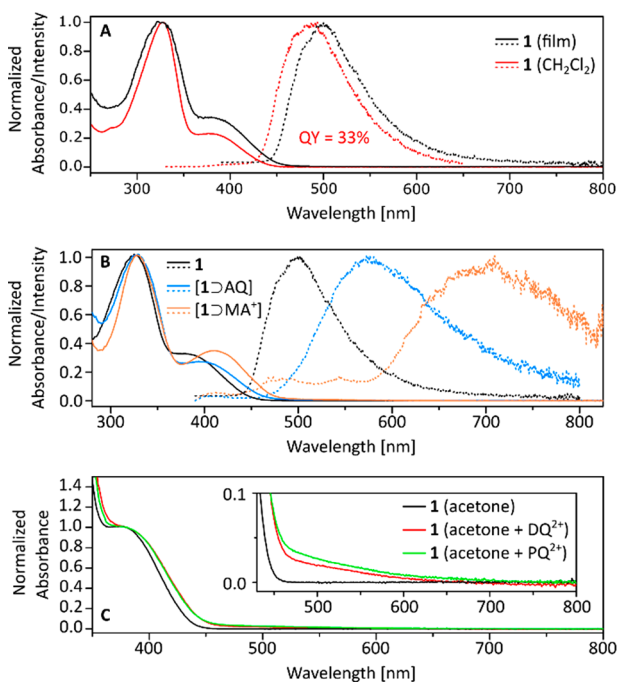 A
1 (film)
1 (CH₂Cl₂)
QY = 33%
Normalized
Absorbance/Intensity
1.0
0.8
0.6
0.4
0.2
0.0
300 400 500 600 700 800
Wavelength [nm]
B
1
[1⊃AQ]
[1⊃MA⁺]
Normalized
Absorbance/Intensity
1.0
0.8
0.6
0.4
0.2
0.0
300 400 500 600 700 800
Wavelength [nm]
C
Normalized
Absorbance
1.4
1.2
1.0
0.8
0.6
0.4
0.2
0.0
0.1
0.0
1 (acetone)
1 (acetone + DQ²⁺)
1 (acetone + PQ²⁺)
500 600 700 800
400 500 600 700 800
Wavelength [nm]